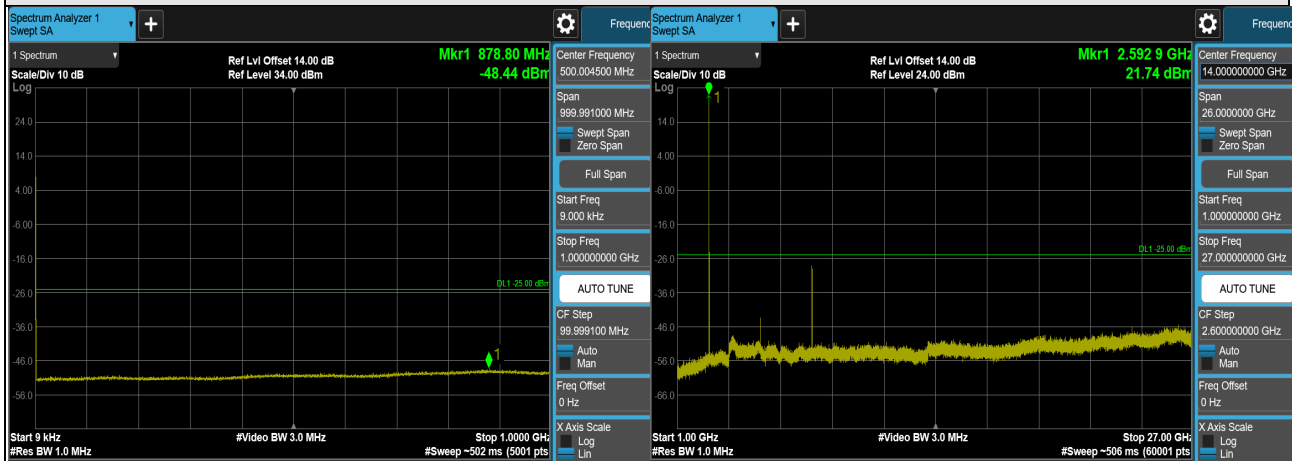 Spectrum Analyzer 1
Swept SA
+
Frequenc
1 Spectrum
Scale/Div 10 dB
Log
Ref Lvl Offset 14.00 dB
Ref Level 34.00 dBm
Mkr1 878.80 MHz
-48.44 dBm
24.0
14.0
4.00
-6.00
-16.0
-26.0
-36.0
-46.0
-56.0
DL1 -25.00 dBm
1
Start 9 kHz
#Res BW 1.0 MHz
#Video BW 3.0 MHz
Stop 1.0000 GHz
#Sweep ~502 ms (5001 pts
Center Frequency
500.004500 MHz
Span
999.991000 MHz
Swept Span
Zero Span
Full Span
Start Freq
9.000 kHz
Stop Freq
1.000000000 GHz
AUTO TUNE
CF Step
99.999100 MHz
Auto
Man
Freq Offset
0 Hz
X Axis Scale
Log
Lin
Spectrum Analyzer 1
Swept SA
+
Frequenc
1 Spectrum
Scale/Div 10 dB
Log
Ref Lvl Offset 14.00 dB
Ref Level 24.00 dBm
Mkr1 2.592 9 GHz
21.74 dBm
14.0
4.00
-6.00
-16.0
-26.0
-36.0
-46.0
-56.0
-66.0
DL1 -25.00 dBm
1
Start 1.00 GHz
#Res BW 1.0 MHz
#Video BW 3.0 MHz
Stop 27.00 GHz
#Sweep ~506 ms (60001 pts
Center Frequency
14.000000000 GHz
Span
26.0000000 GHz
Swept Span
Zero Span
Full Span
Start Freq
1.000000000 GHz
Stop Freq
27.000000000 GHz
AUTO TUNE
CF Step
2.600000000 GHz
Auto
Man
Freq Offset
0 Hz
X Axis Scale
Log
Lin